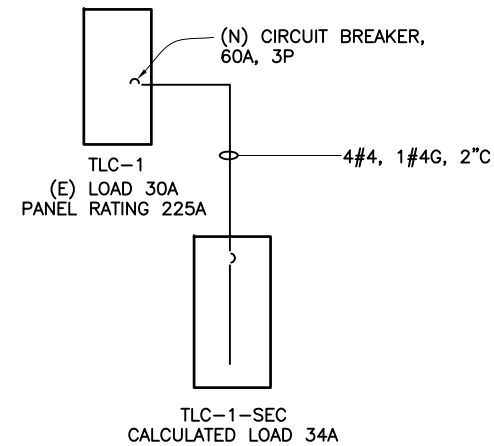 (N) CIRCUIT BREAKER,
60A, 3P
4#4, 1#4G, 2"C
TLC-1
(E) LOAD 30A
PANEL RATING 225A
TLC-1-SEC
CALCULATED LOAD 34A